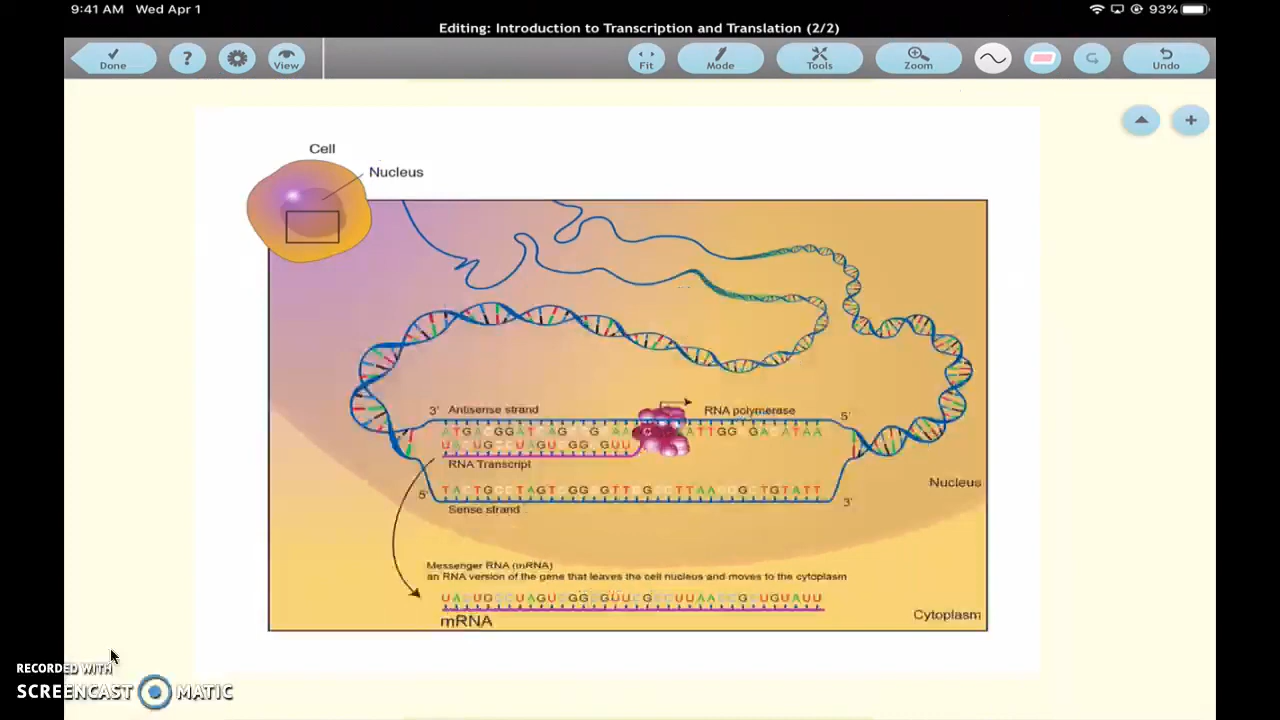 9:41 AM Wed Apr 1
93%
Editing: Introduction to Transcription and Translation (2/2)
Done
?
View
Fit
Mode
Tools
Zoom
Undo
Cell
Nucleus
3' Antisense strand
RNA polymerase
5'
RNA Transcript
Nucleus
5'
3'
Sense strand
Messenger RNA (mRNA)
an RNA version of the gene that leaves the cell nucleus and moves to the cytoplasm
mRNA
Cytoplasm
RECORDED WITH
SCREENCAST MATIC